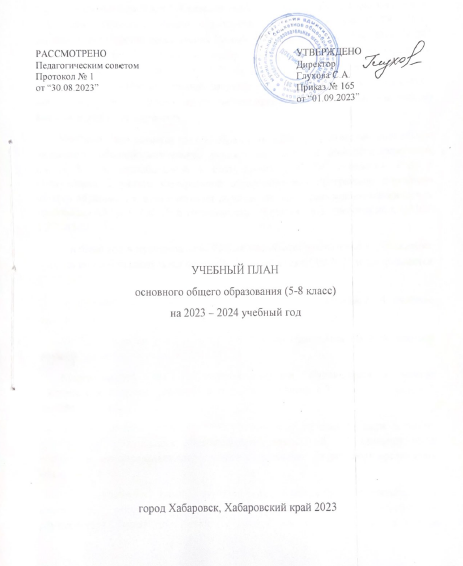 РАССМОТРЕНО
Педагогическим советом
Протокол № 1
от “30 08 2023”
УТВЕРЖДЕНО
Директор
Глухова С А
Приказ № 165
от “01.09.2023”
УЧЕБНЫЙ ПЛАН
основного общего образования (5-8 класс)
на 2023 – 2024 учебный год
город Хабаровск, Хабаровский край 2023